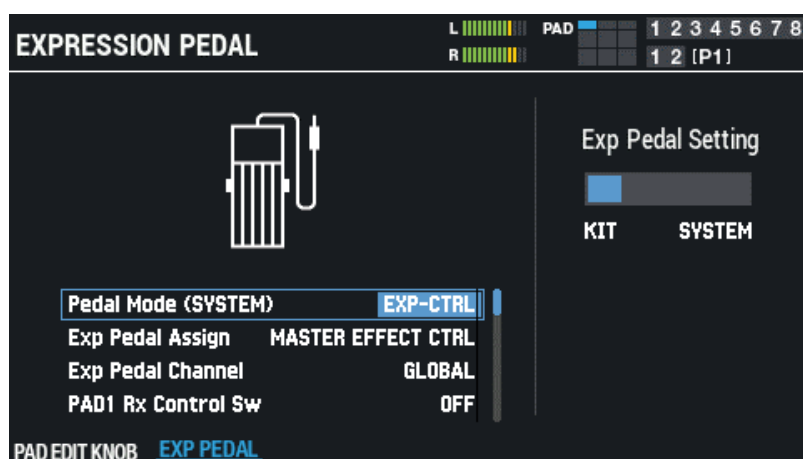 EXPRESSION PEDAL
L
R
PAD
1 2 3 4 5 6 7 8
1 2 [P1]
Exp Pedal Setting
KIT SYSTEM
Pedal Mode (SYSTEM) EXP-CTRL
Exp Pedal Assign MASTER EFFECT CTRL
Exp Pedal Channel GLOBAL
PAD1 Rx Control Sw OFF
PAD EDIT KNOB EXP PEDAL